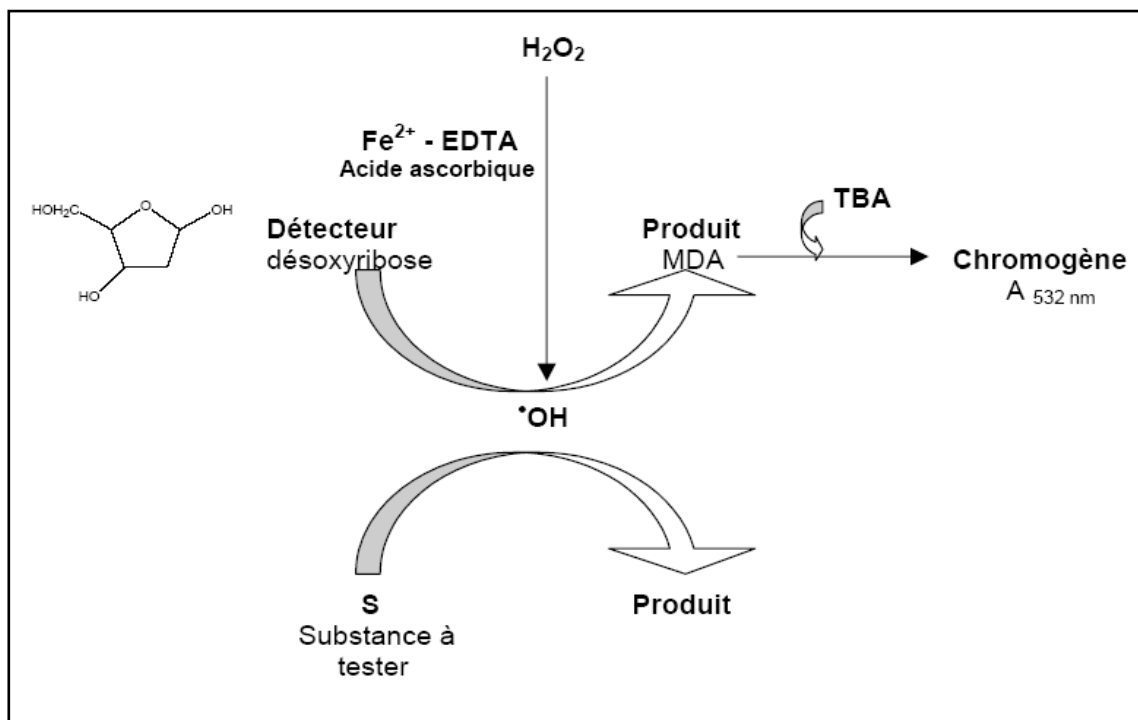 H₂O₂
Fe²⁺ - EDTA
Acide ascorbique
HOH₂C
O
OH
HO
Détecteur
désoxyribose
Produit
MDA
TBA
Chromogène
A 532 nm
•OH
S
Substance à
tester
Produit